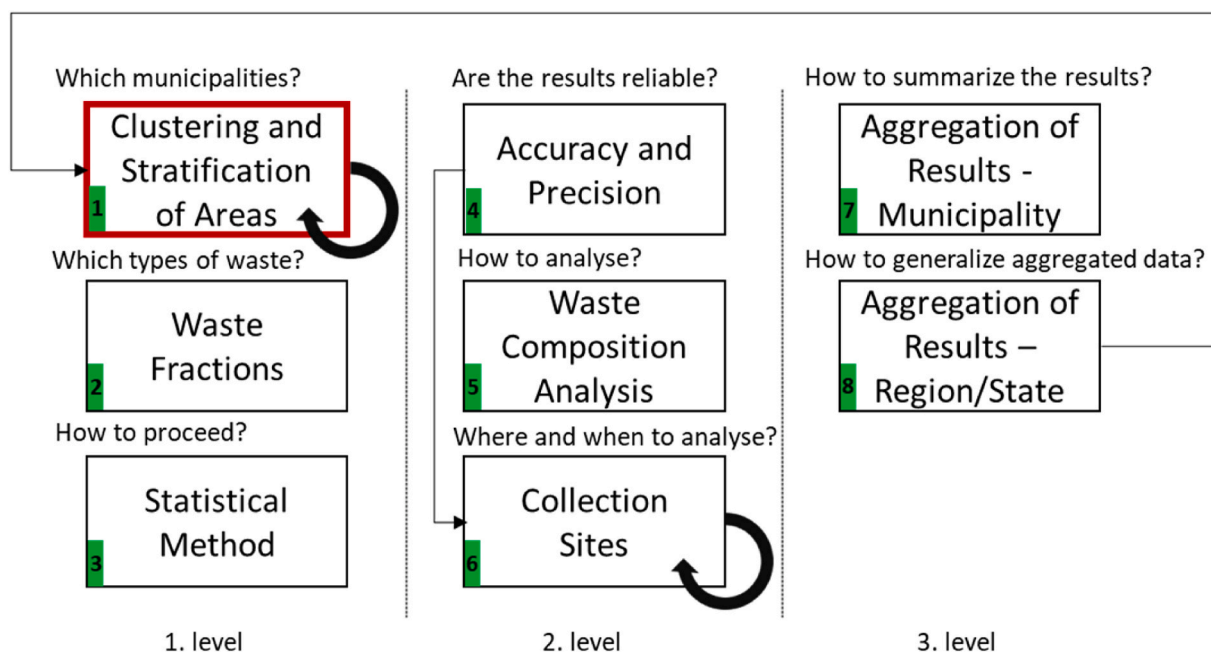 Which municipalities?
Clustering and
Stratification
of Areas
1
Which types of waste?
Waste
Fractions
2
How to proceed?
Statistical
Method
3
1. level
Are the results reliable?
Accuracy and
Precision
4
How to analyse?
Waste
Composition
Analysis
5
Where and when to analyse?
Collection
Sites
6
2. level
How to summarize the results?
Aggregation of
Results -
Municipality
7
How to generalize aggregated data?
Aggregation of
Results –
Region/State
8
3. level